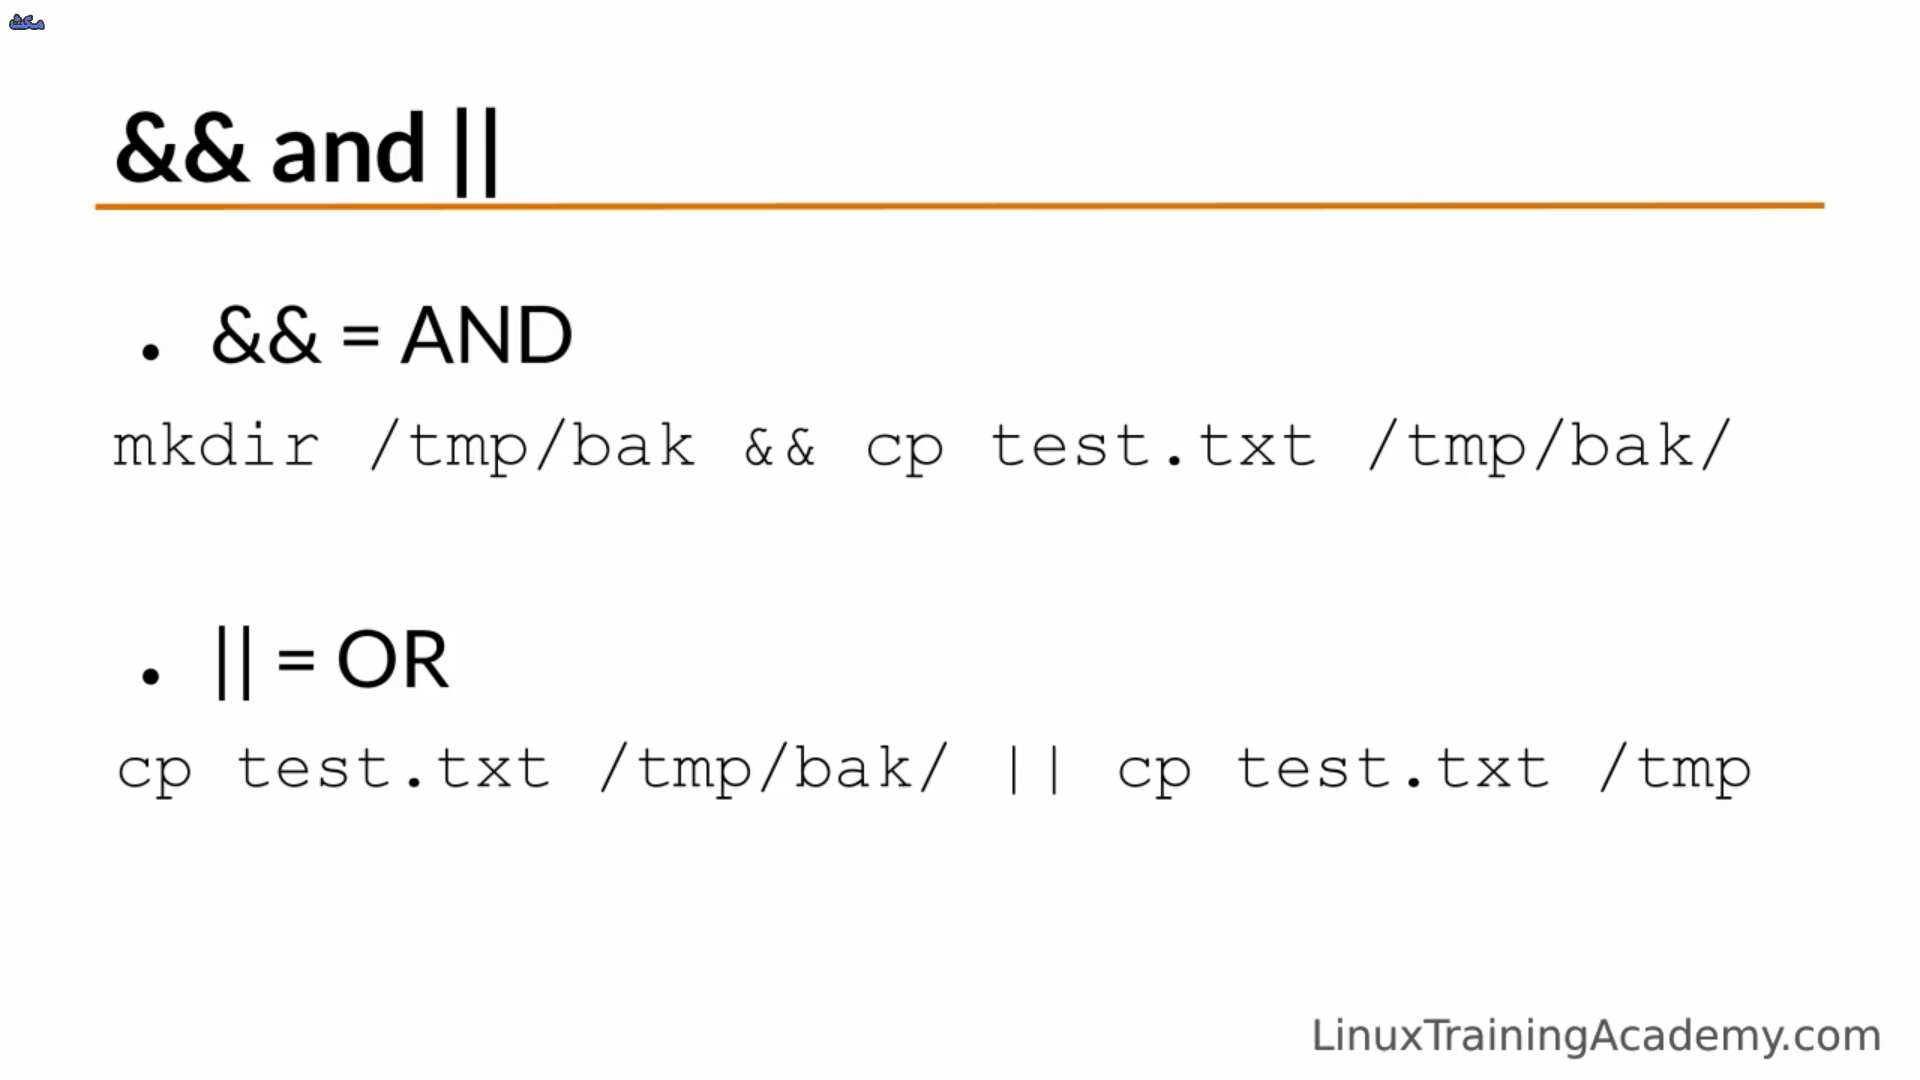 مكث
&& and ||
• && = AND
mkdir /tmp/bak && cp test.txt /tmp/bak/
• || = OR
cp test.txt /tmp/bak/ || cp test.txt /tmp
LinuxTrainingAcademy.com